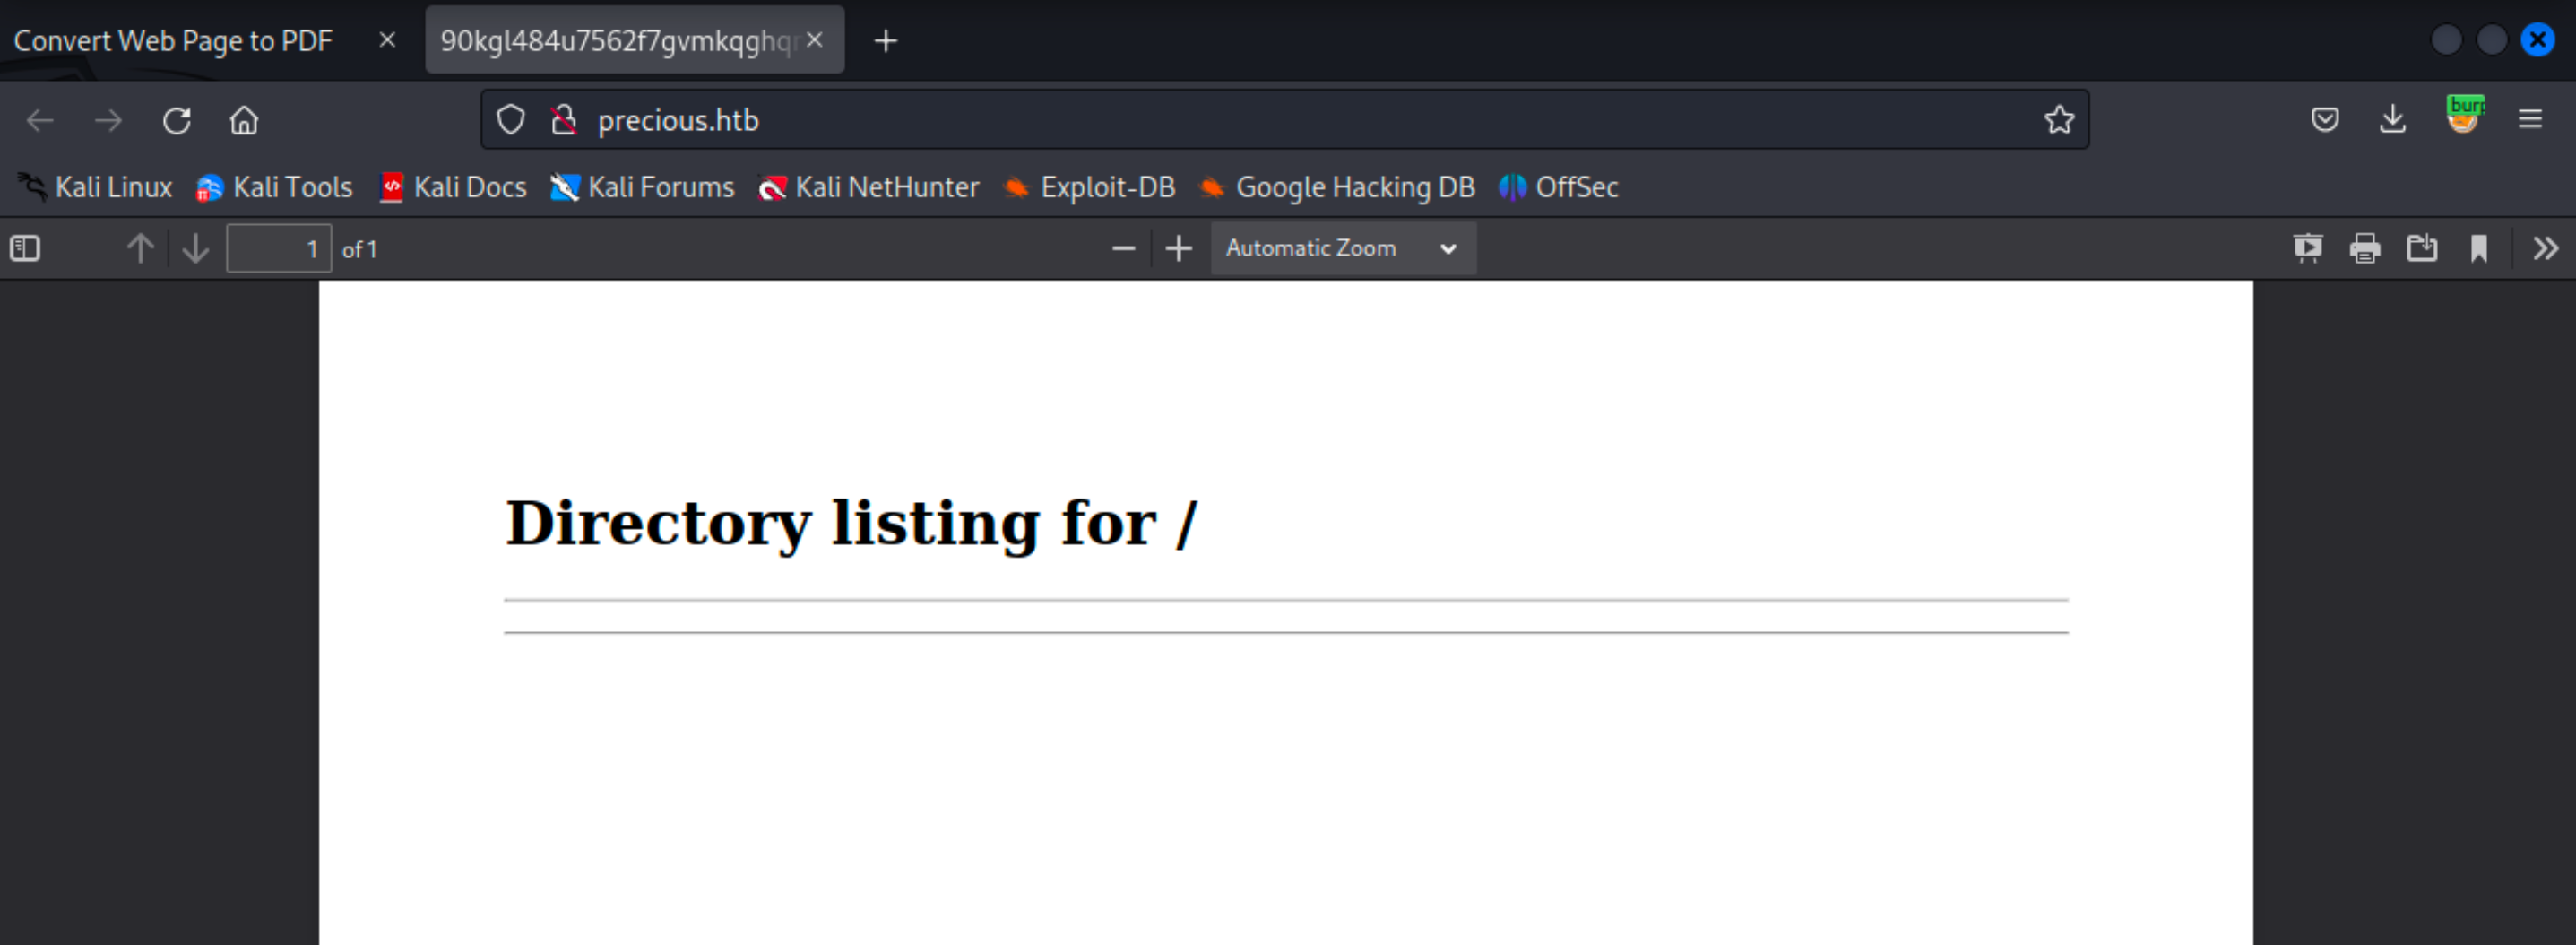 Convert Web Page to PDF 90kgl484u7562f7gvmkqghq
precious.htb
Kali Linux Kali Tools Kali Docs Kali Forums Kali NetHunter Exploit-DB Google Hacking DB OffSec
1 of 1 Automatic Zoom
Directory listing for /